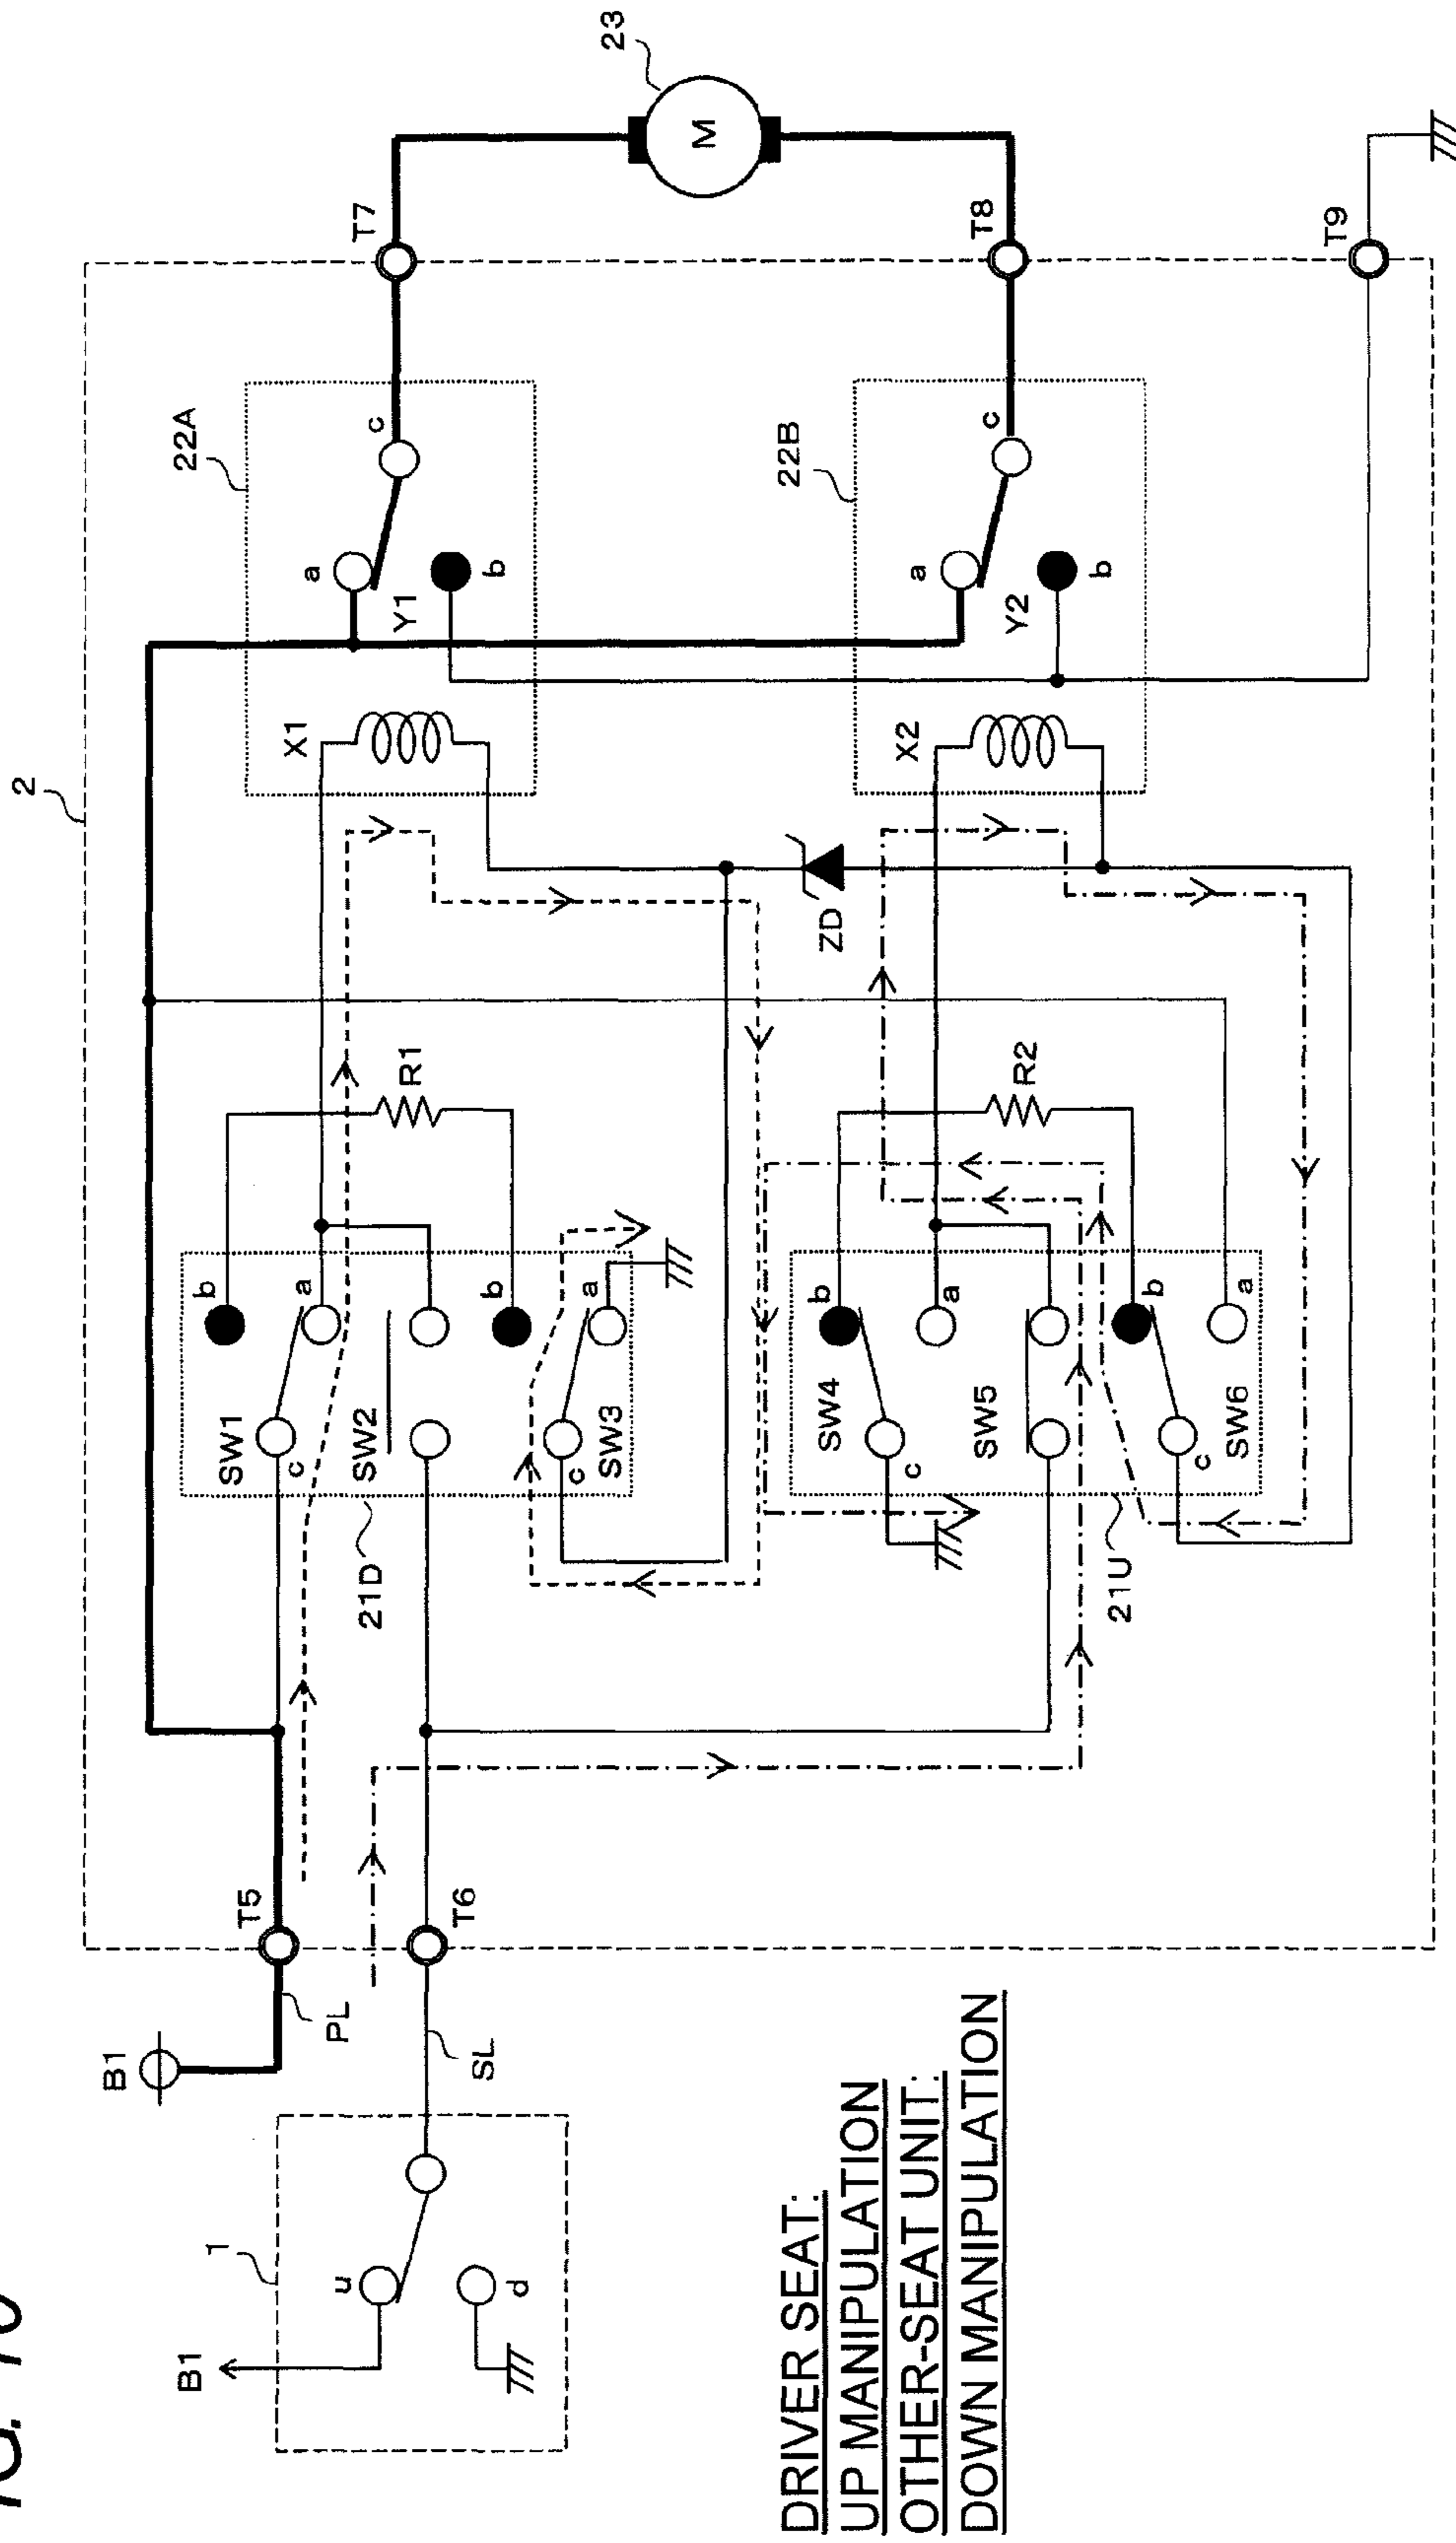 B1
PL
T5
1
u
d
B1
SL
T6
2
SW1
c
b
a
R1
SW2
21D
b
a
c
SW3
X1
22A
a
Y1
b
c
T7
23
M
ZD
SW4
b
c
a
R2
SW5
21U
b
a
c
SW6
X2
22B
a
Y2
b
c
T8
T9
DRIVER SEAT:
UP MANIPULATION
OTHER-SEAT UNIT:
DOWN MANIPULATION